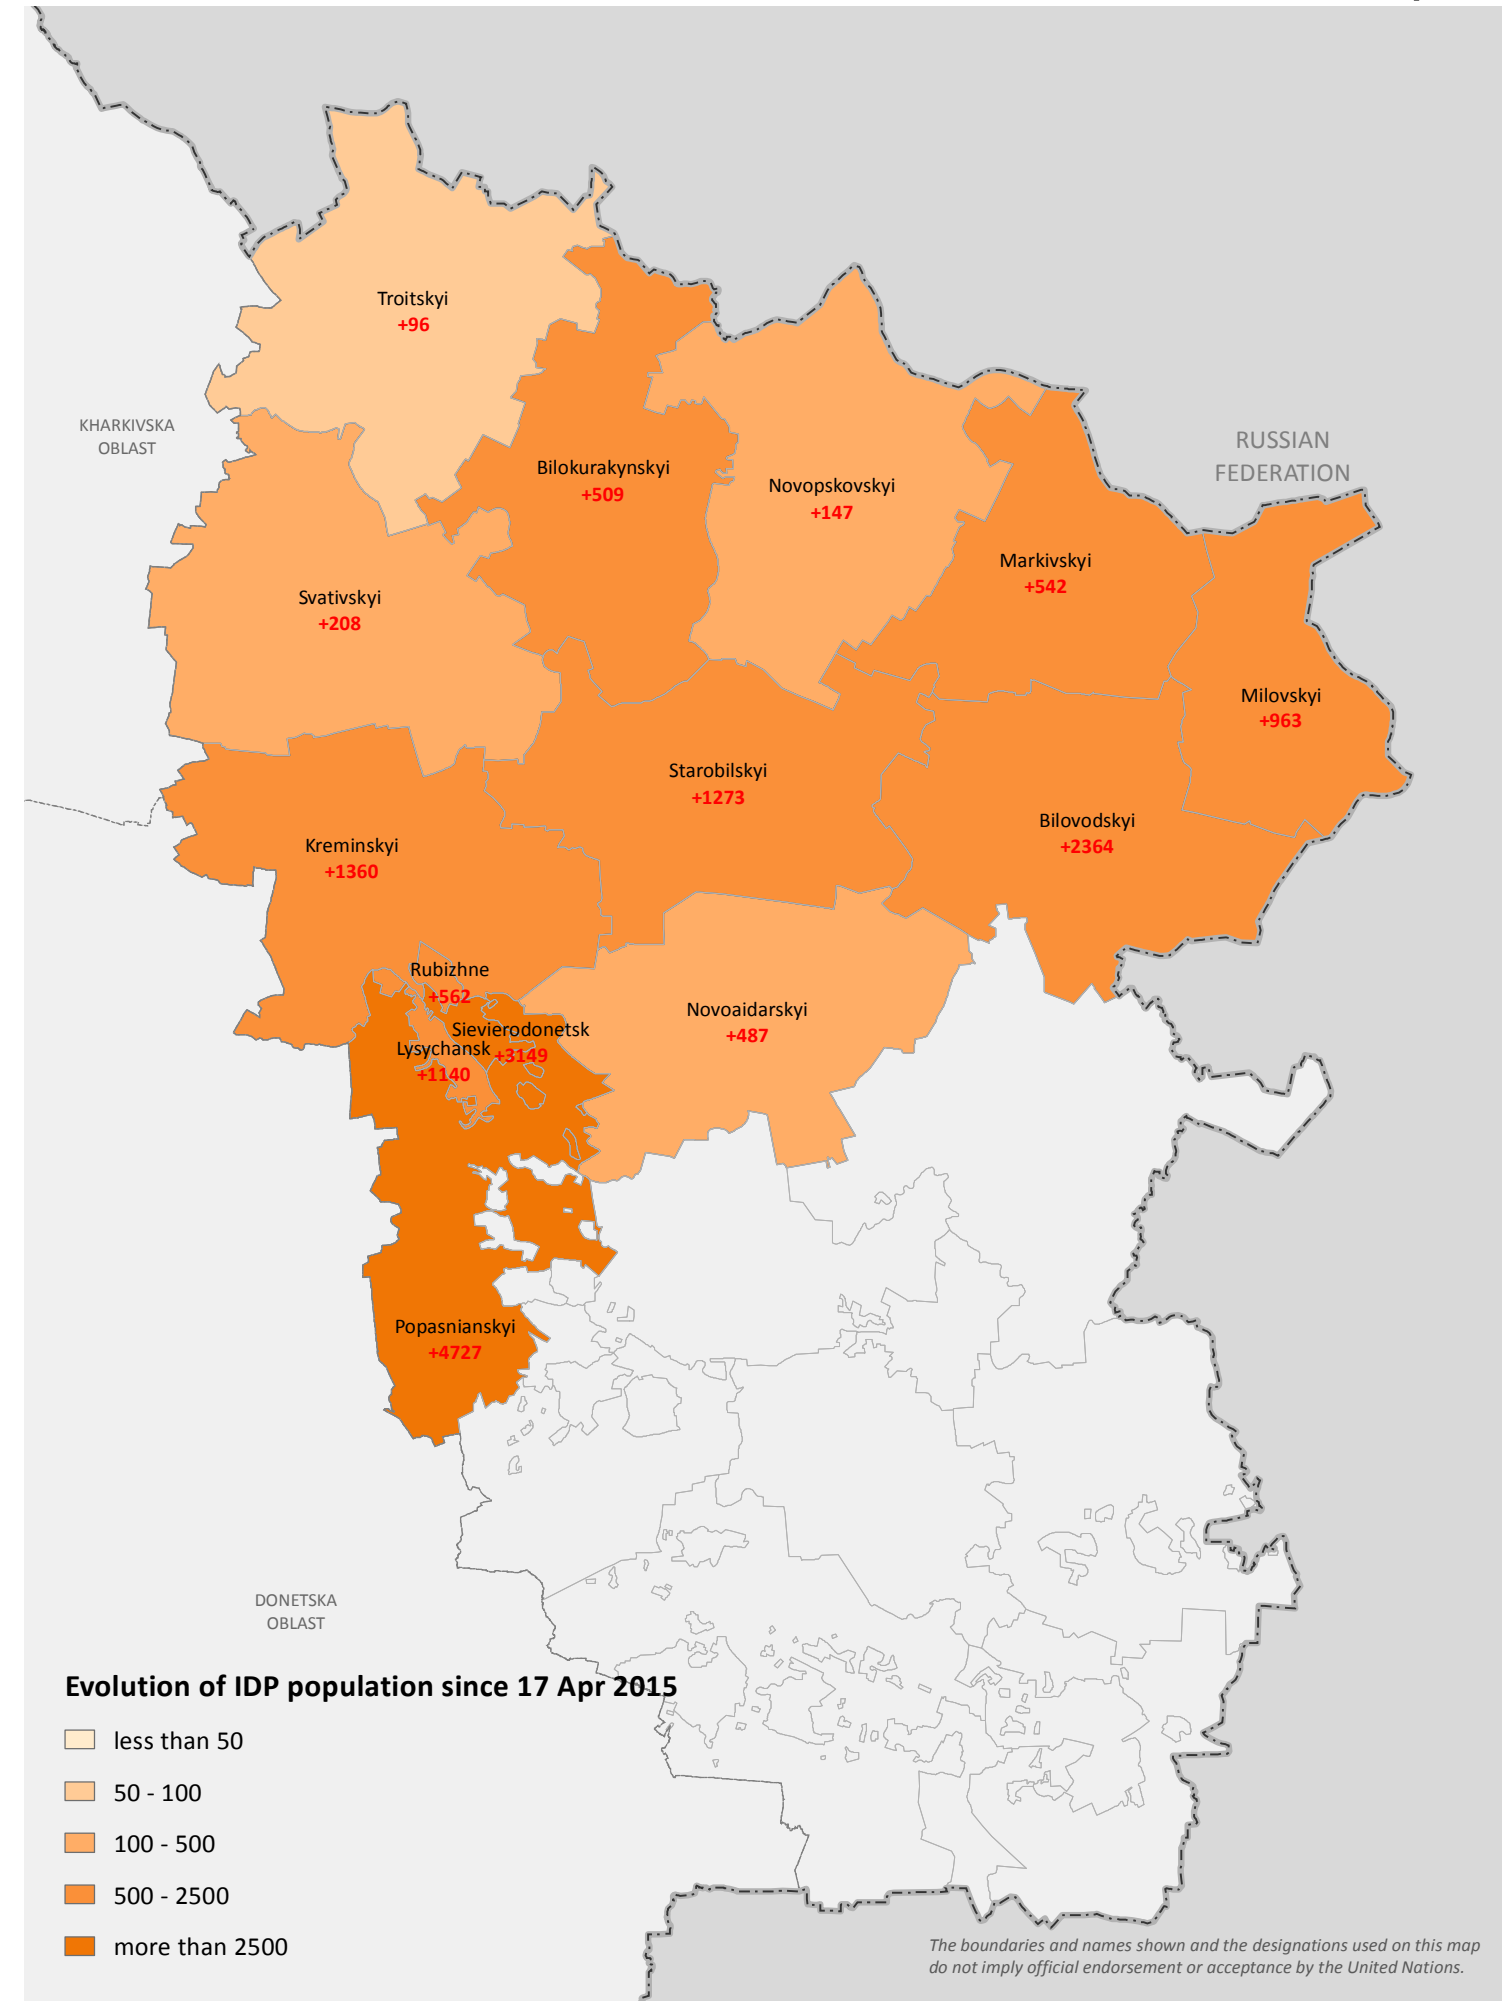 Troitskyi
+96
KHARKIVSKA
OBLAST
RUSSIAN
FEDERATION
Bilokurakynskyi
+509
Novopskovskyi
+147
Markivskyi
+542
Svativskyi
+208
Milovskyi
+963
Starobilskyi
+1273
Bilovodskyi
+2364
Kreminskyi
+1360
Rubizhne
+562
Novoaidarskyi
+487
Sievierodonetsk
+3149
Lysychansk
+1140
Popasnianskyi
+4727
DONETSKA
OBLAST
Evolution of IDP population since 17 Apr 2015
less than 50
50 - 100
100 - 500
500 - 2500
more than 2500
The boundaries and names shown and the designations used on this map
do not imply official endorsement or acceptance by the United Nations.